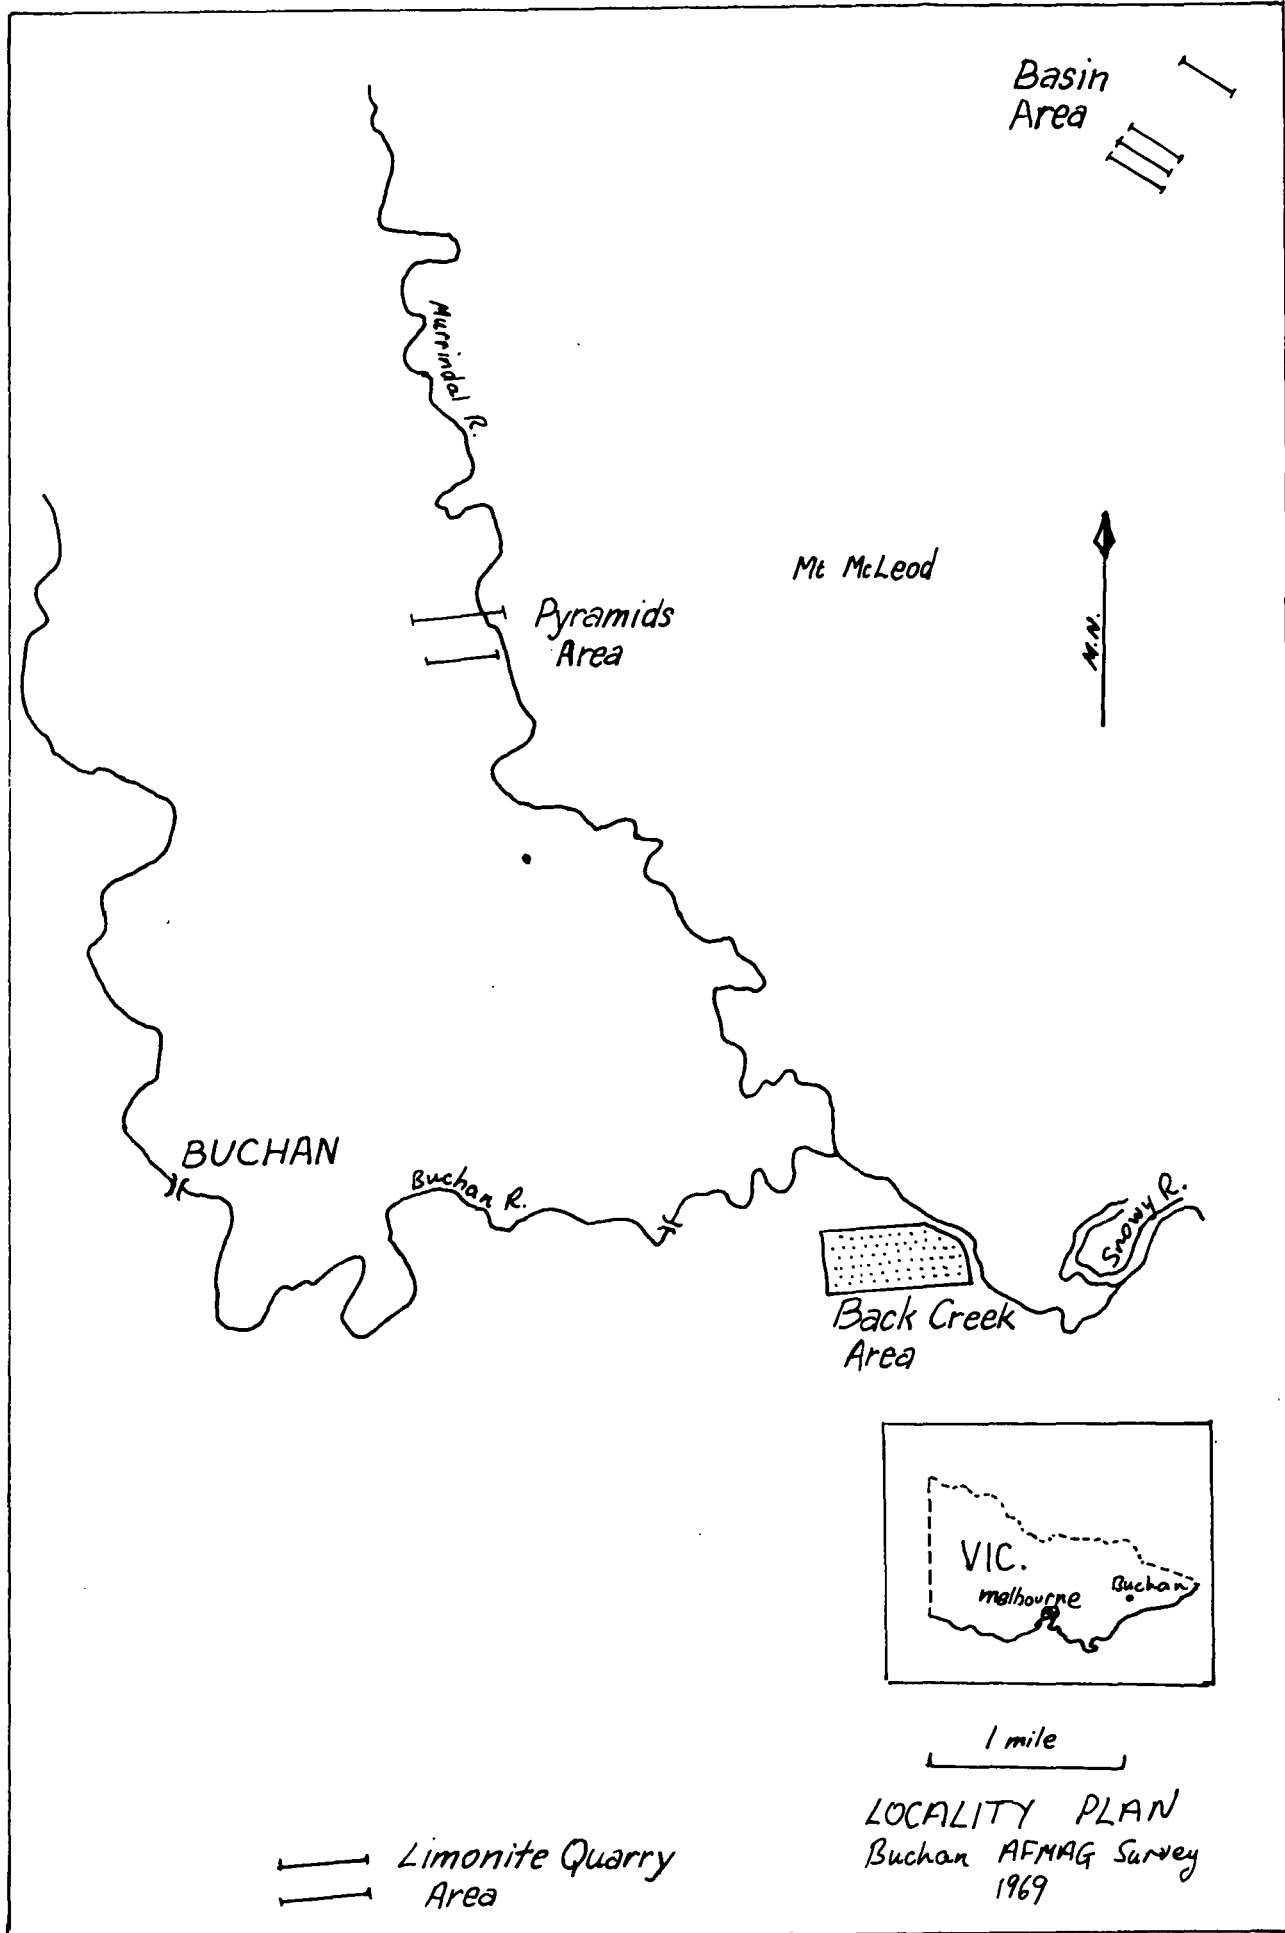 Basin
Area
Murrindal R.
Mt McLeod
Pyramids
Area
M.N.
BUCHAN
Buchan R.
Snowy R.
Back Creek
Area
VIC.
Melbourne
Buchan
1 mile
LOCALITY PLAN
Buchan AFMAG Survey
1969
Limonite Quarry
Area